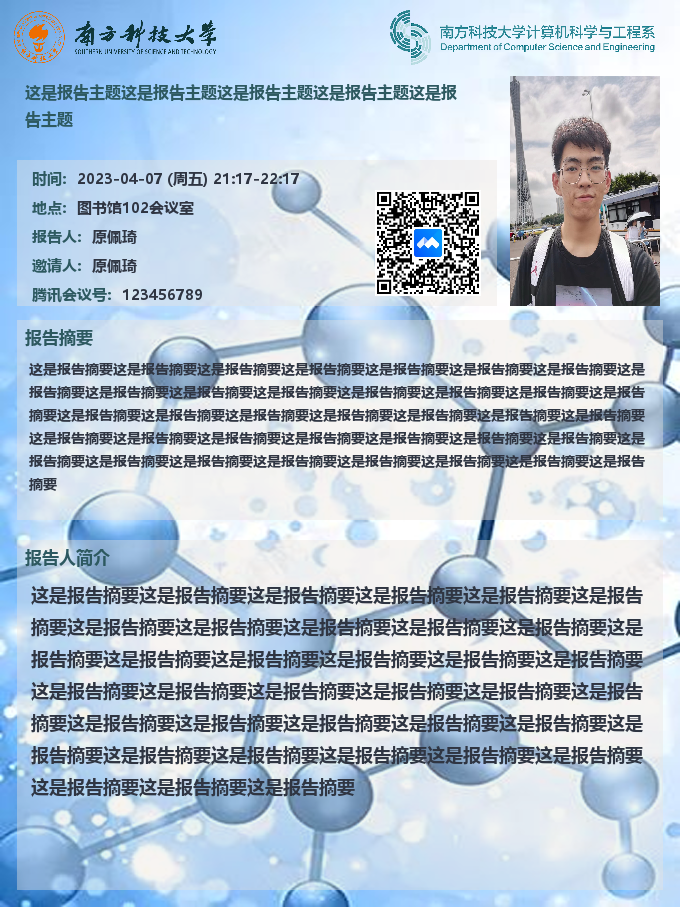 南方科技大学
SOUTHERN UNIVERSITY OF SCIENCE AND TECHNOLOGY
南方科技大学计算机科学与工程系
Department of Computer Science and Engineering
这是报告主题这是报告主题这是报告主题这是报告主题这是报
告主题
时间：2023-04-07 (周五) 21:17-22:17
地点：图书馆102会议室
报告人：原佩琦
邀请人：原佩琦
腾讯会议号：123456789
报告摘要
这是报告摘要这是报告摘要这是报告摘要这是报告摘要这是报告摘要这是报告摘要这是报告摘要这是
报告摘要这是报告摘要这是报告摘要这是报告摘要这是报告摘要这是报告摘要这是报告摘要这是报告
摘要这是报告摘要这是报告摘要这是报告摘要这是报告摘要这是报告摘要这是报告摘要这是报告摘要
这是报告摘要这是报告摘要这是报告摘要这是报告摘要这是报告摘要这是报告摘要这是报告摘要这是
报告摘要这是报告摘要这是报告摘要这是报告摘要这是报告摘要这是报告摘要这是报告摘要这是报告
摘要
报告人简介
这是报告摘要这是报告摘要这是报告摘要这是报告摘要这是报告摘要这是报告
摘要这是报告摘要这是报告摘要这是报告摘要这是报告摘要这是报告摘要这是
报告摘要这是报告摘要这是报告摘要这是报告摘要这是报告摘要这是报告摘要
这是报告摘要这是报告摘要这是报告摘要这是报告摘要这是报告摘要这是报告
摘要这是报告摘要这是报告摘要这是报告摘要这是报告摘要这是报告摘要这是
报告摘要这是报告摘要这是报告摘要这是报告摘要这是报告摘要这是报告摘要
这是报告摘要这是报告摘要这是报告摘要